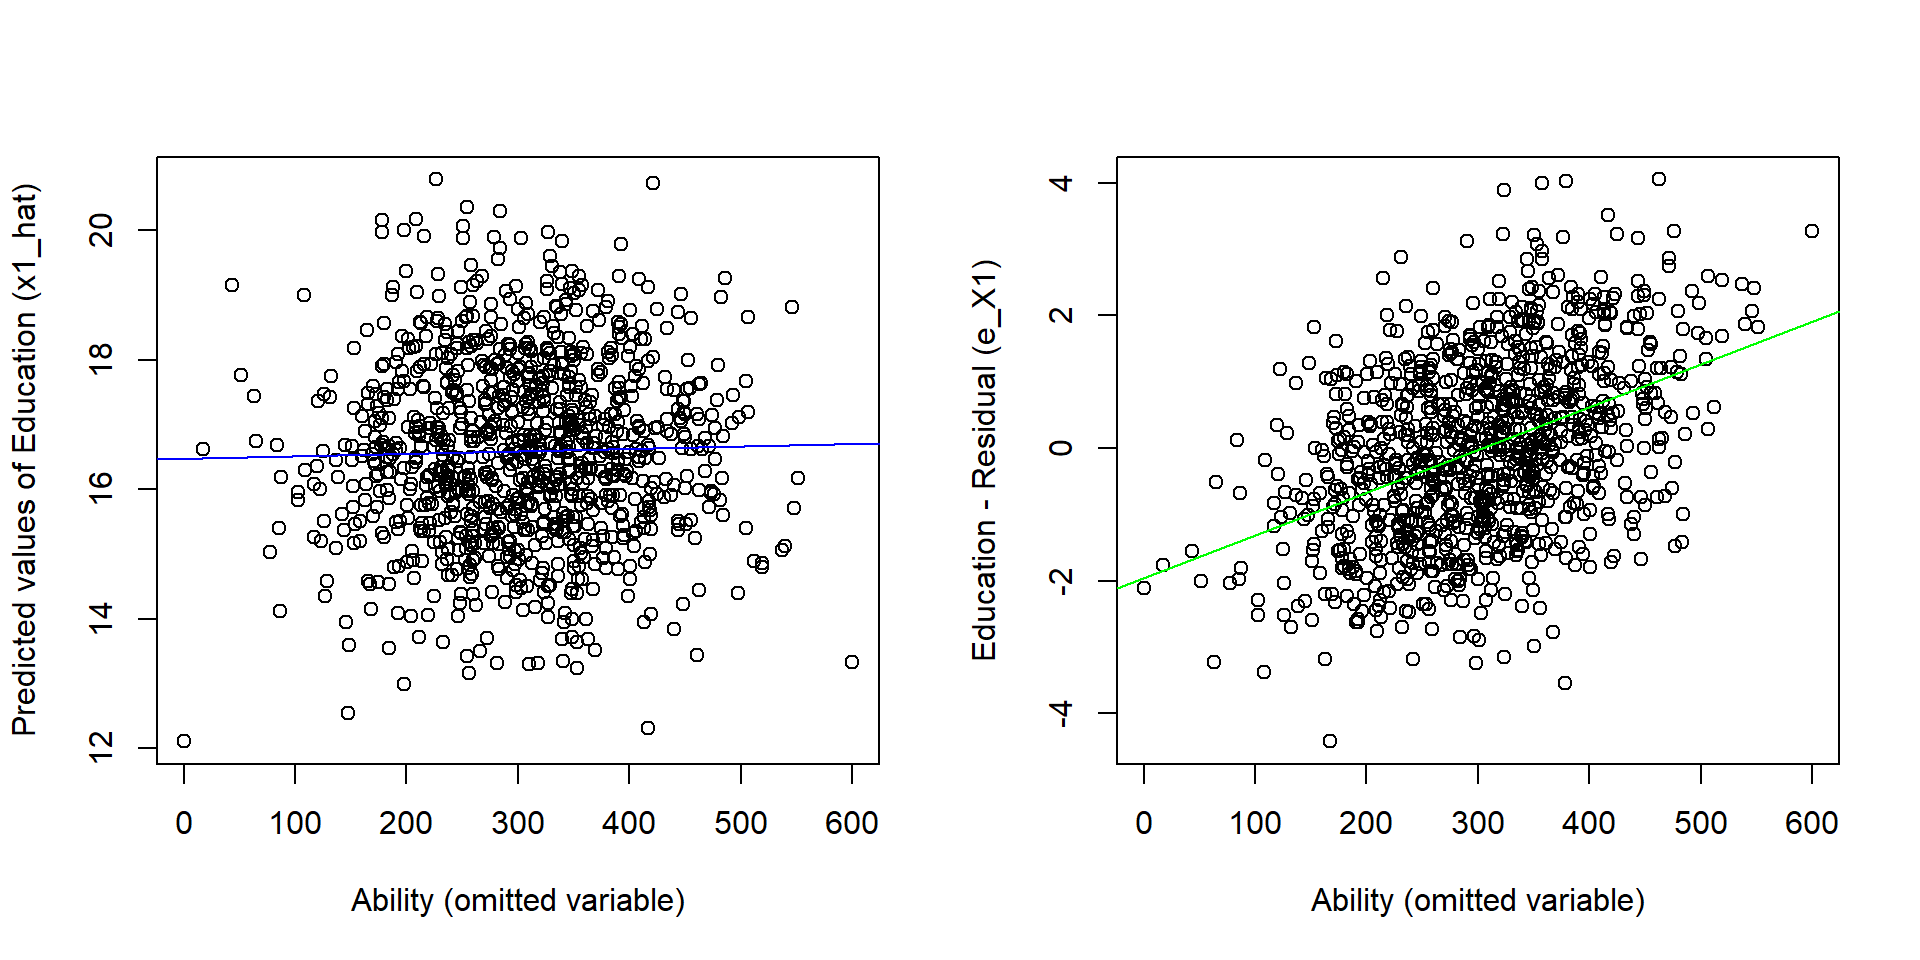 Predicted values of Education (x1_hat)
20
18
16
14
12
0 100 200 300 400 500 600
Ability (omitted variable)
Education - Residual (e_X1)
4
2
0
-2
-4
0 100 200 300 400 500 600
Ability (omitted variable)